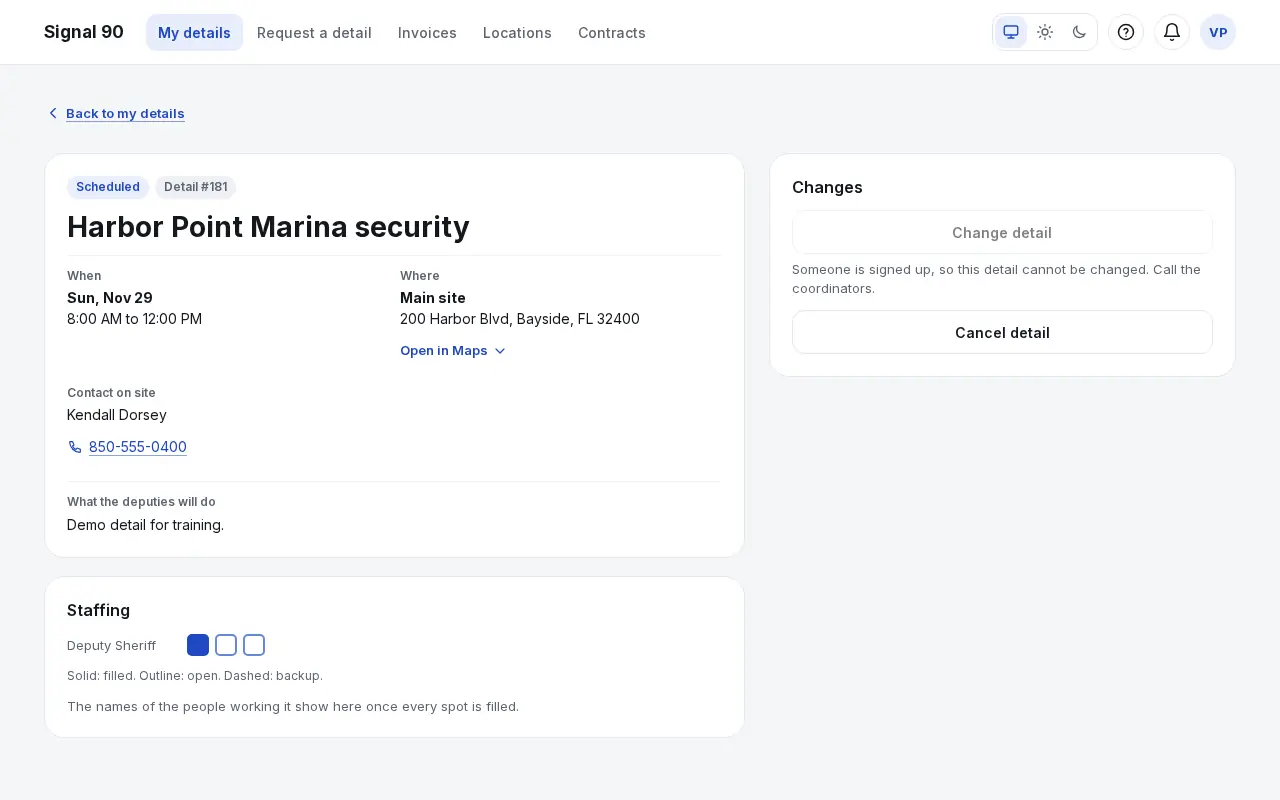 Signal 90
My details
Request a detail
Invoices
Locations
Contracts
VP
Back to my details
Scheduled
Detail #181
Harbor Point Marina security
When
Sun, Nov 29
8:00 AM to 12:00 PM
Where
Main site
200 Harbor Blvd, Bayside, FL 32400
Open in Maps
Contact on site
Kendall Dorsey
850-555-0400
What the deputies will do
Demo detail for training.
Staffing
Deputy Sheriff
Solid: filled. Outline: open. Dashed: backup.
The names of the people working it show here once every spot is filled.
Changes
Change detail
Someone is signed up, so this detail cannot be changed. Call the
coordinators.
Cancel detail